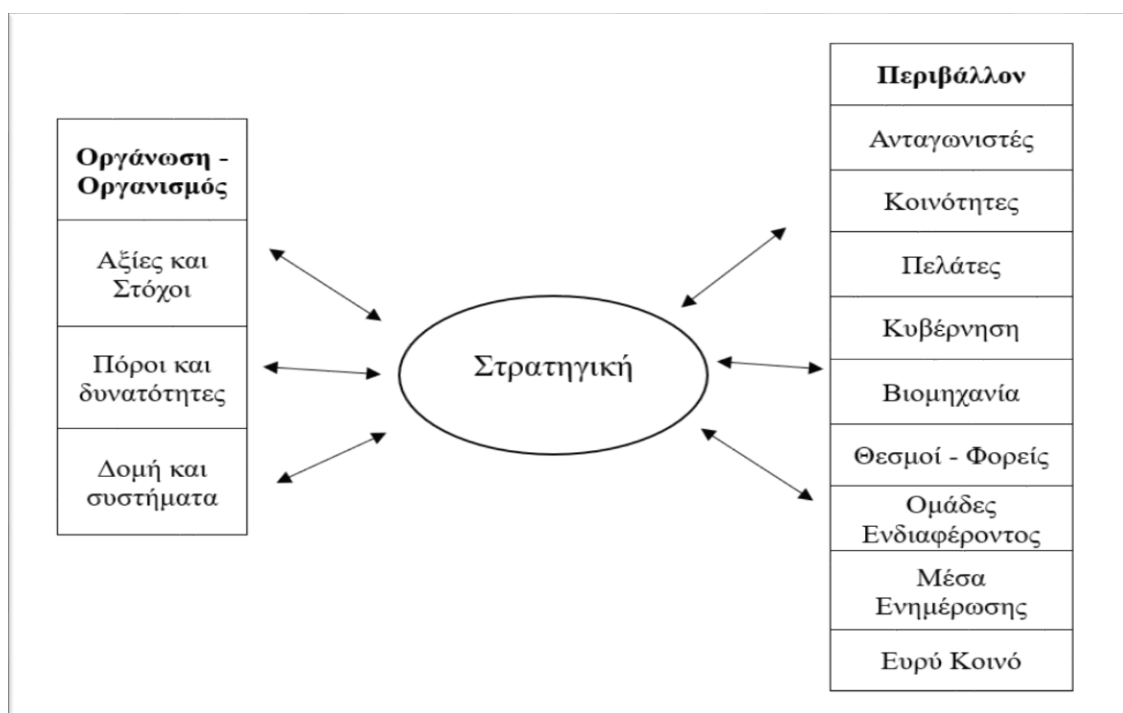 Οργάνωση -
Οργανισμός
Αξίες και
Στόχοι
Πόροι και
δυνατότητες
Δομή και
συστήματα
Στρατηγική
Περιβάλλον
Ανταγωνιστές
Κοινότητες
Πελάτες
Κυβέρνηση
Βιομηχανία
Θεσμοί - Φορείς
Ομάδες
Ενδιαφέροντος
Μέσα
Ενημέρωσης
Ευρύ Κοινό